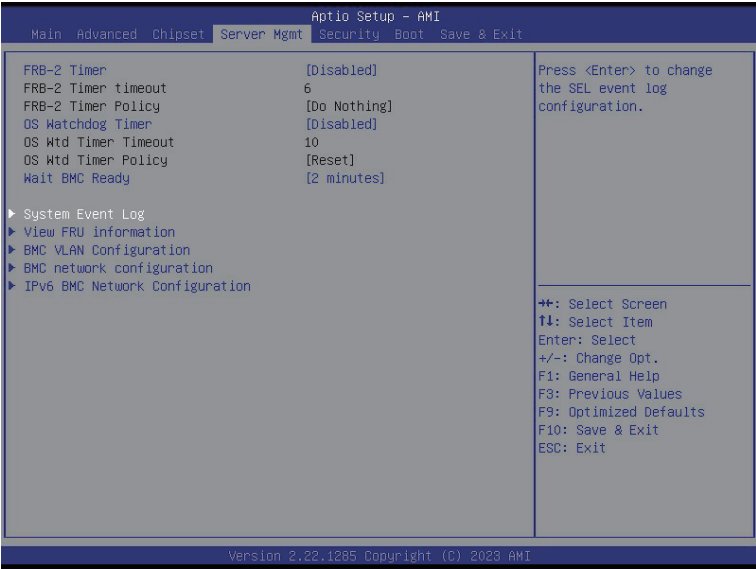 Aptio Setup – AMI
Main Advanced Chipset Server Mgmt Security Boot Save & Exit
FRB-2 Timer [Disabled]
FRB-2 Timer timeout 6
FRB-2 Timer Policy [Do Nothing]
OS Watchdog Timer [Disabled]
OS Wtd Timer Timeout 10
OS Wtd Timer Policy [Reset]
Wait BMC Ready [2 minutes]
System Event Log
View FRU information
BMC VLAN Configuration
BMC network configuration
IPv6 BMC Network Configuration
Press <Enter> to change
the SEL event log
configuration.
→←: Select Screen
↑↓: Select Item
Enter: Select
+/-: Change Opt.
F1: General Help
F3: Previous Values
F9: Optimized Defaults
F10: Save & Exit
ESC: Exit
Version 2.22.1285 Copyright (C) 2023 AMI